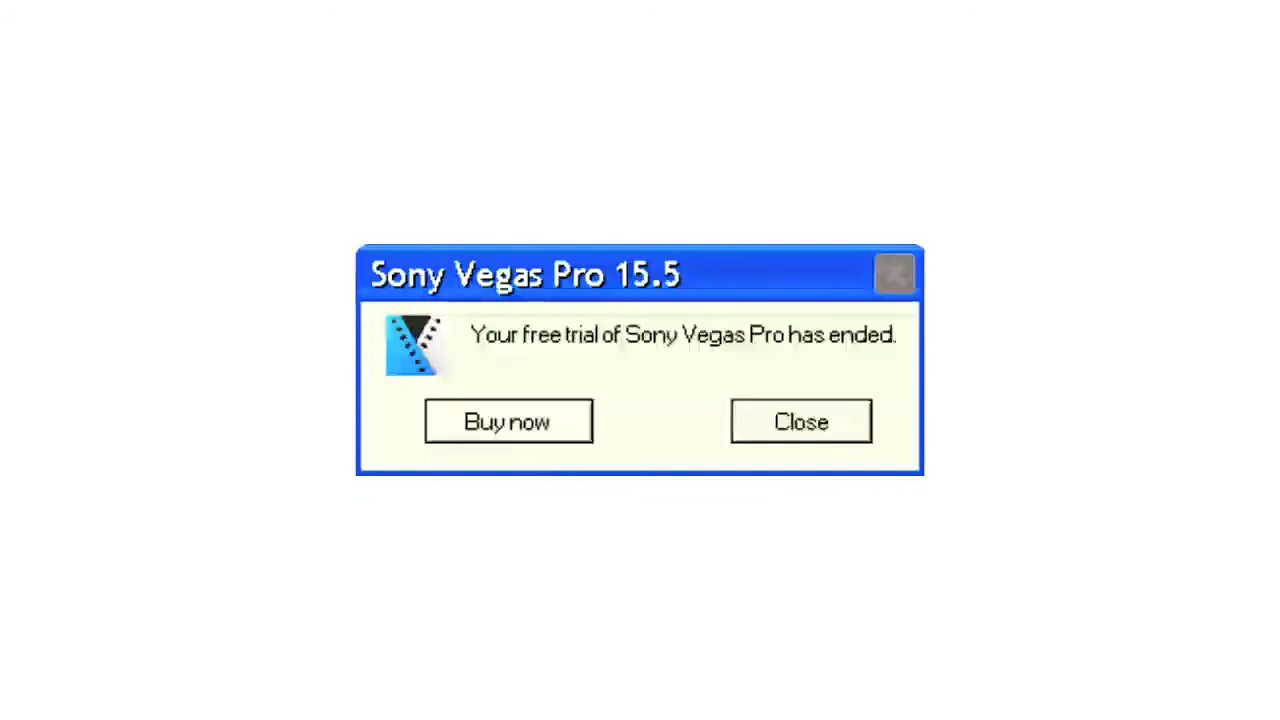 Sony Vegas Pro 15.5
Your free trial of Sony Vegas Pro has ended.
Buy now
Close